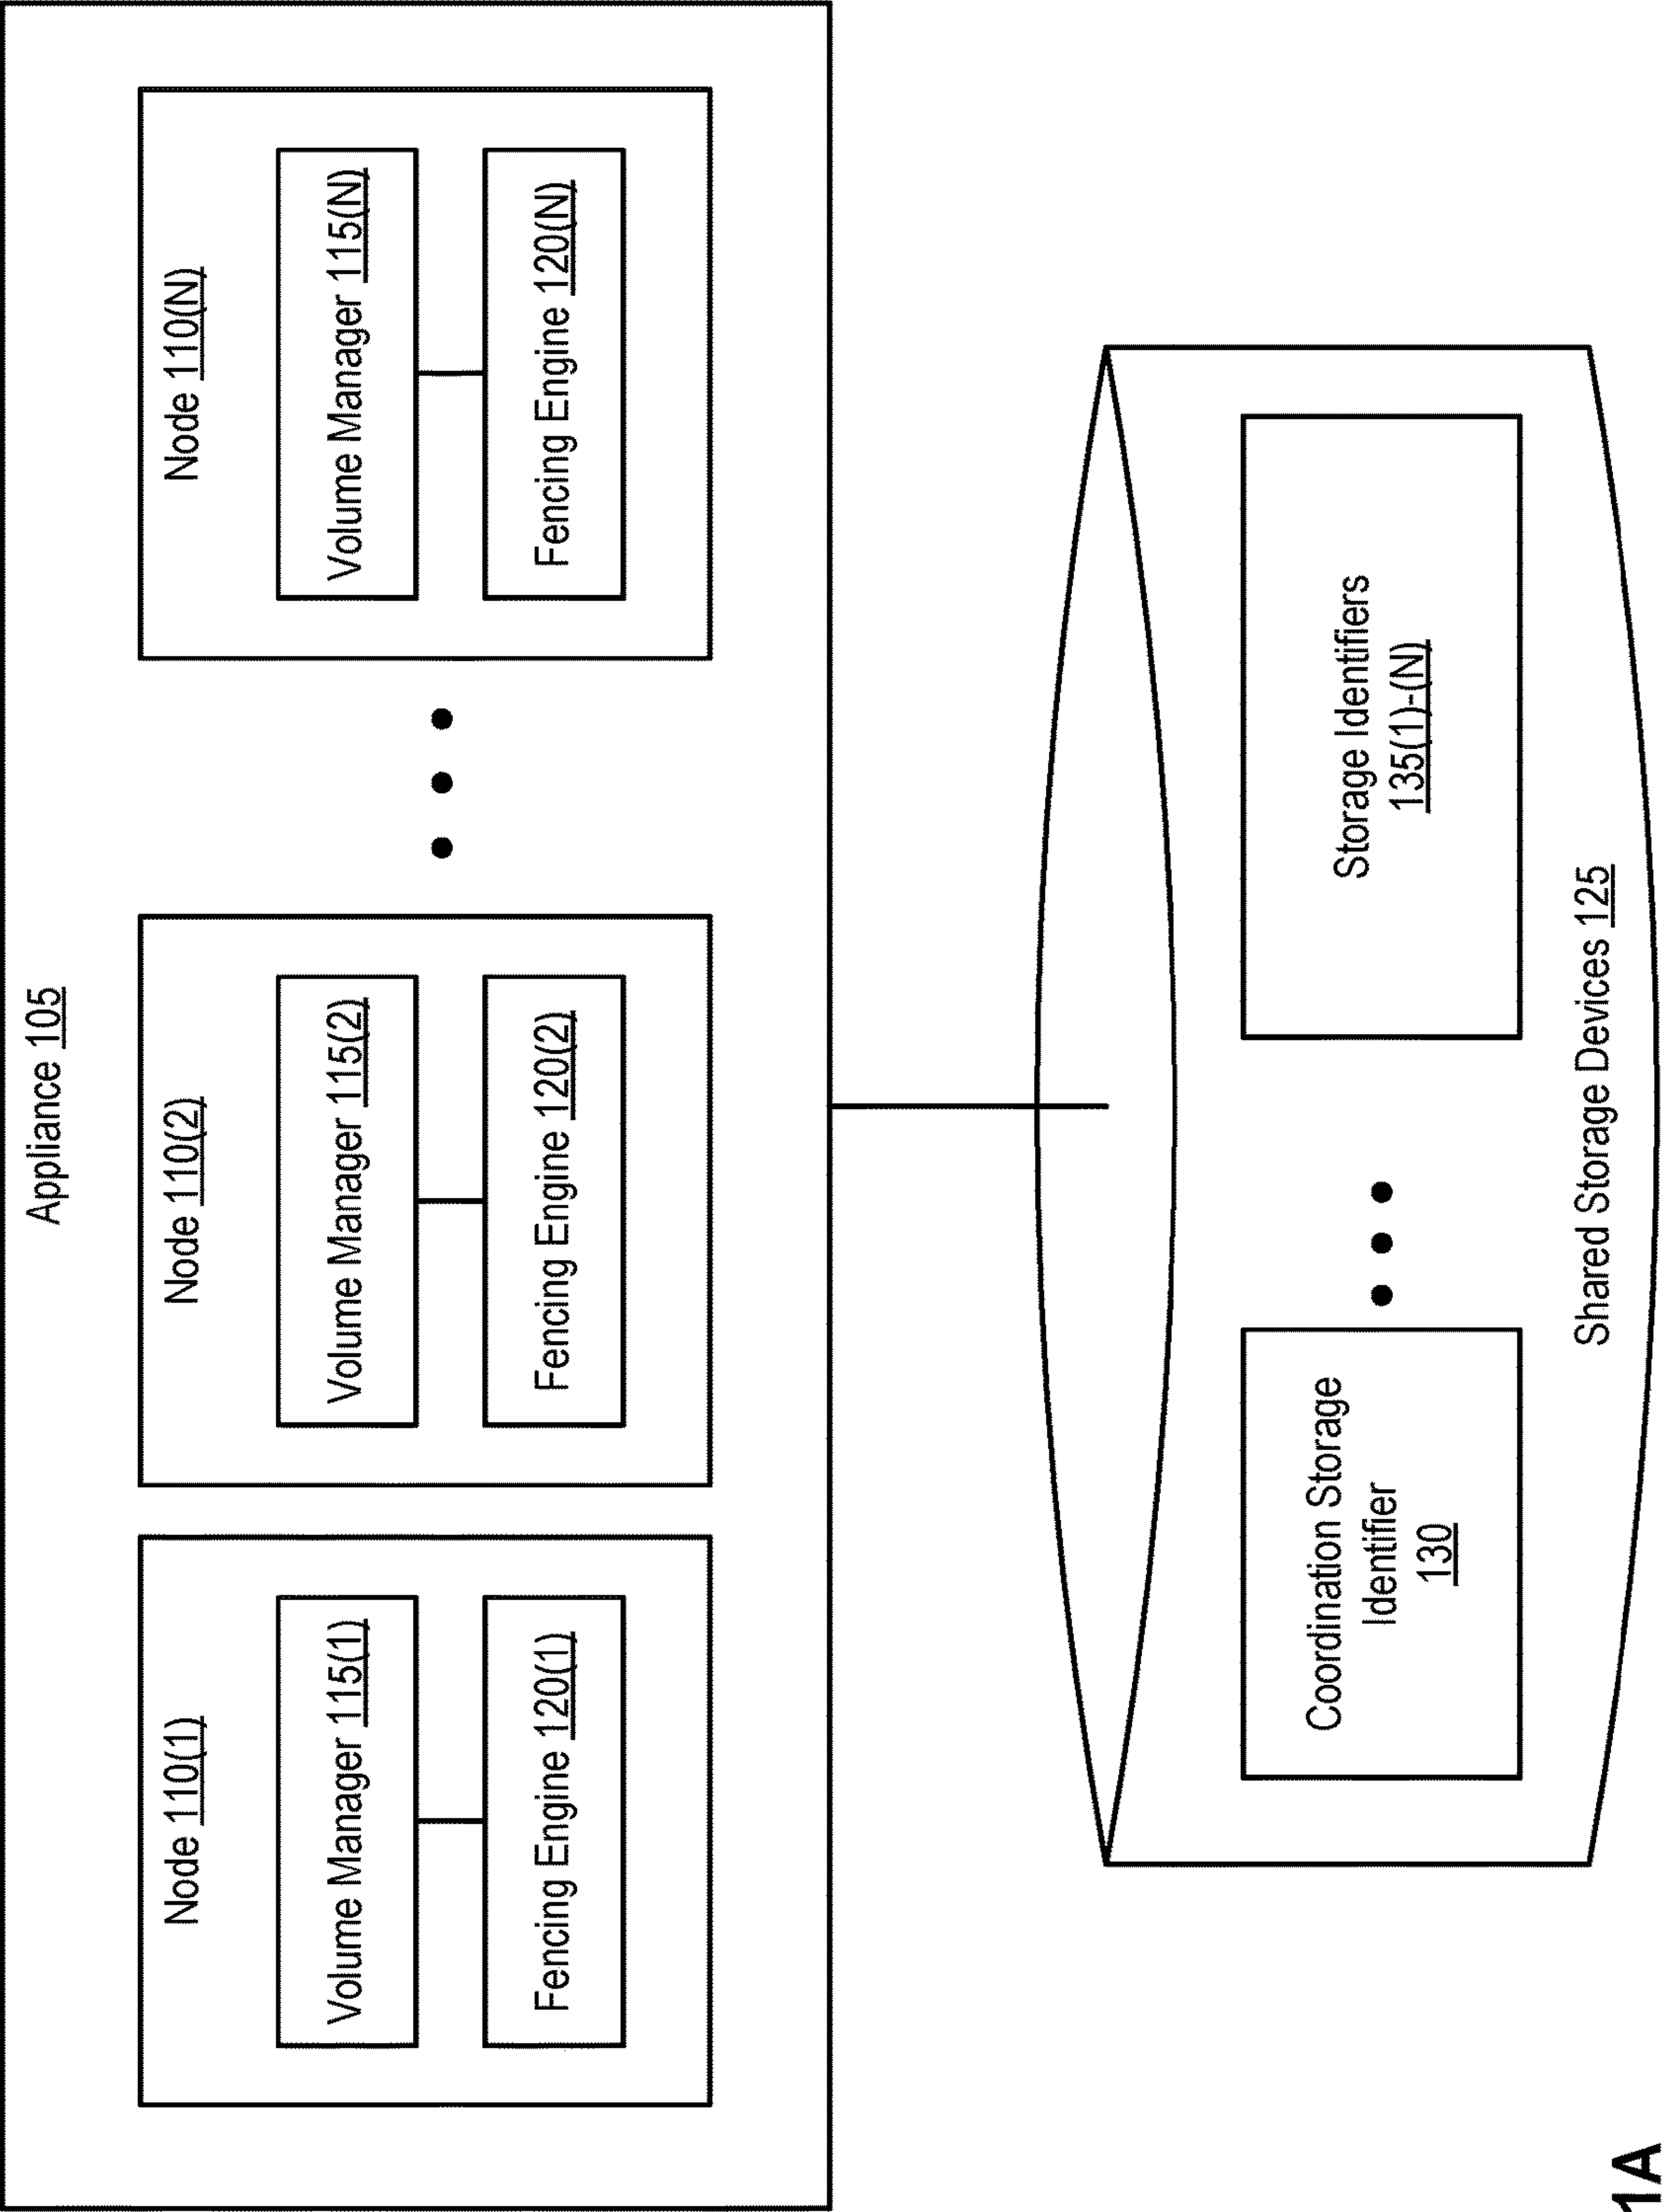 Appliance 105
Node 110(1)
Volume Manager 115(1)
Fencing Engine 120(1)
Node 110(2)
Volume Manager 115(2)
Fencing Engine 120(2)
Node 110(N)
Volume Manager 115(N)
Fencing Engine 120(N)
Coordination Storage
Identifier
130
Storage Identifiers
135(1)-(N)
Shared Storage Devices 125
1A